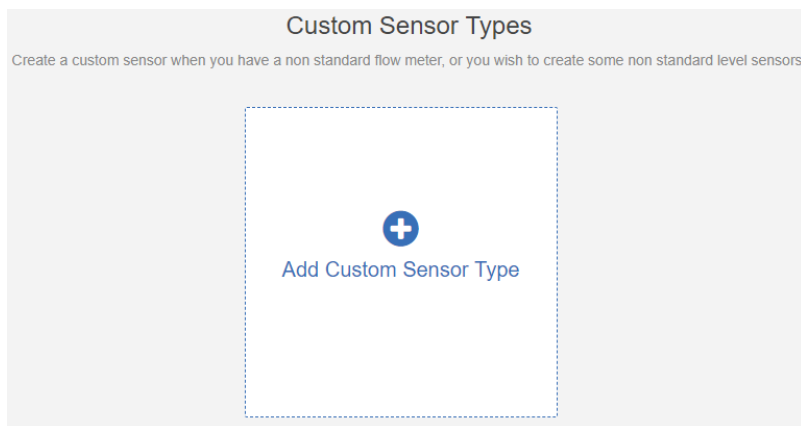 Custom Sensor Types
Create a custom sensor when you have a non standard flow meter, or you wish to create some non standard level sensors
Add Custom Sensor Type